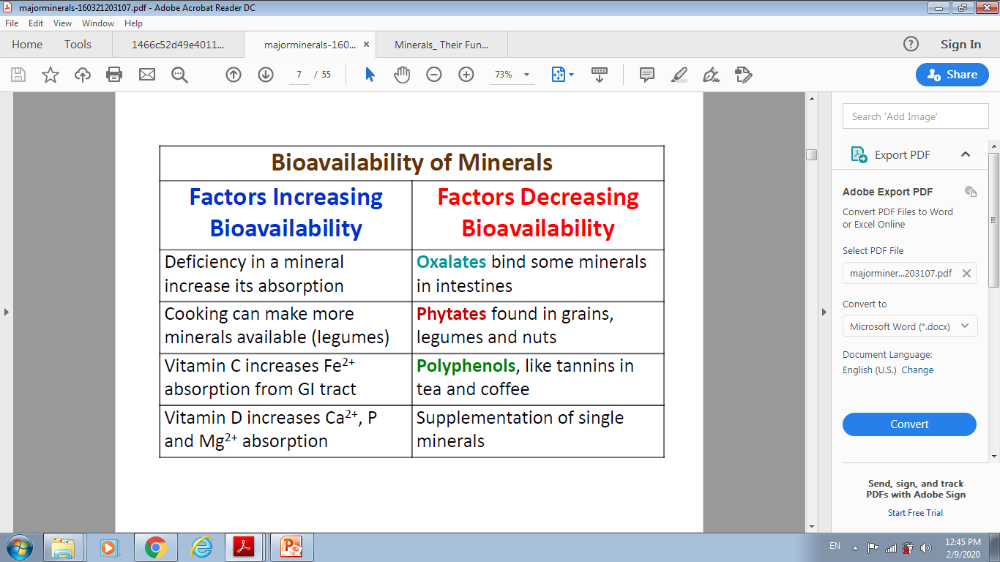 majorminerals-160321203107.pdf - Adobe Acrobat Reader DC
File Edit View Window Help
Home Tools 1466c52d49e4011... majorminerals-160... × Minerals_ Their Fun... Sign In
7 / 55 73% Share
Bioavailability of Minerals
Factors Increasing
Bioavailability
Factors Decreasing
Bioavailability
Deficiency in a mineral
increase its absorption
Oxalates bind some minerals
in intestines
Cooking can make more
minerals available (legumes)
Phytates found in grains,
legumes and nuts
Vitamin C increases Fe²⁺
absorption from GI tract
Polyphenols, like tannins in
tea and coffee
Vitamin D increases Ca²⁺, P
and Mg²⁺ absorption
Supplementation of single
minerals
Search 'Add Image'
Export PDF
Adobe Export PDF
Convert PDF Files to Word
or Excel Online
Select PDF File
majorminer...203107.pdf
Convert to
Microsoft Word (*.docx)
Document Language:
English (U.S.) Change
Convert
Send, sign, and track
PDFs with Adobe Sign
Start Free Trial
EN
12:45 PM
2/9/2020